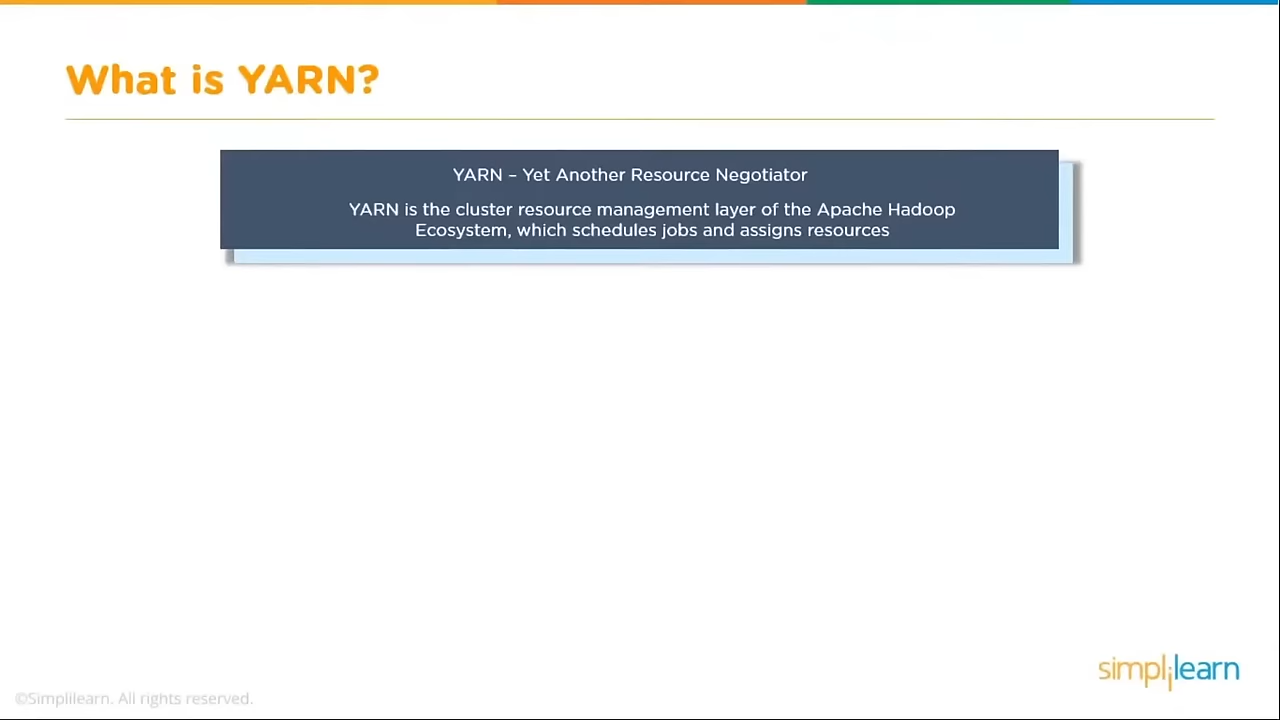 What is YARN?
YARN – Yet Another Resource Negotiator
YARN is the cluster resource management layer of the Apache Hadoop
Ecosystem, which schedules jobs and assigns resources
simplilearn
©Simplilearn. All rights reserved.